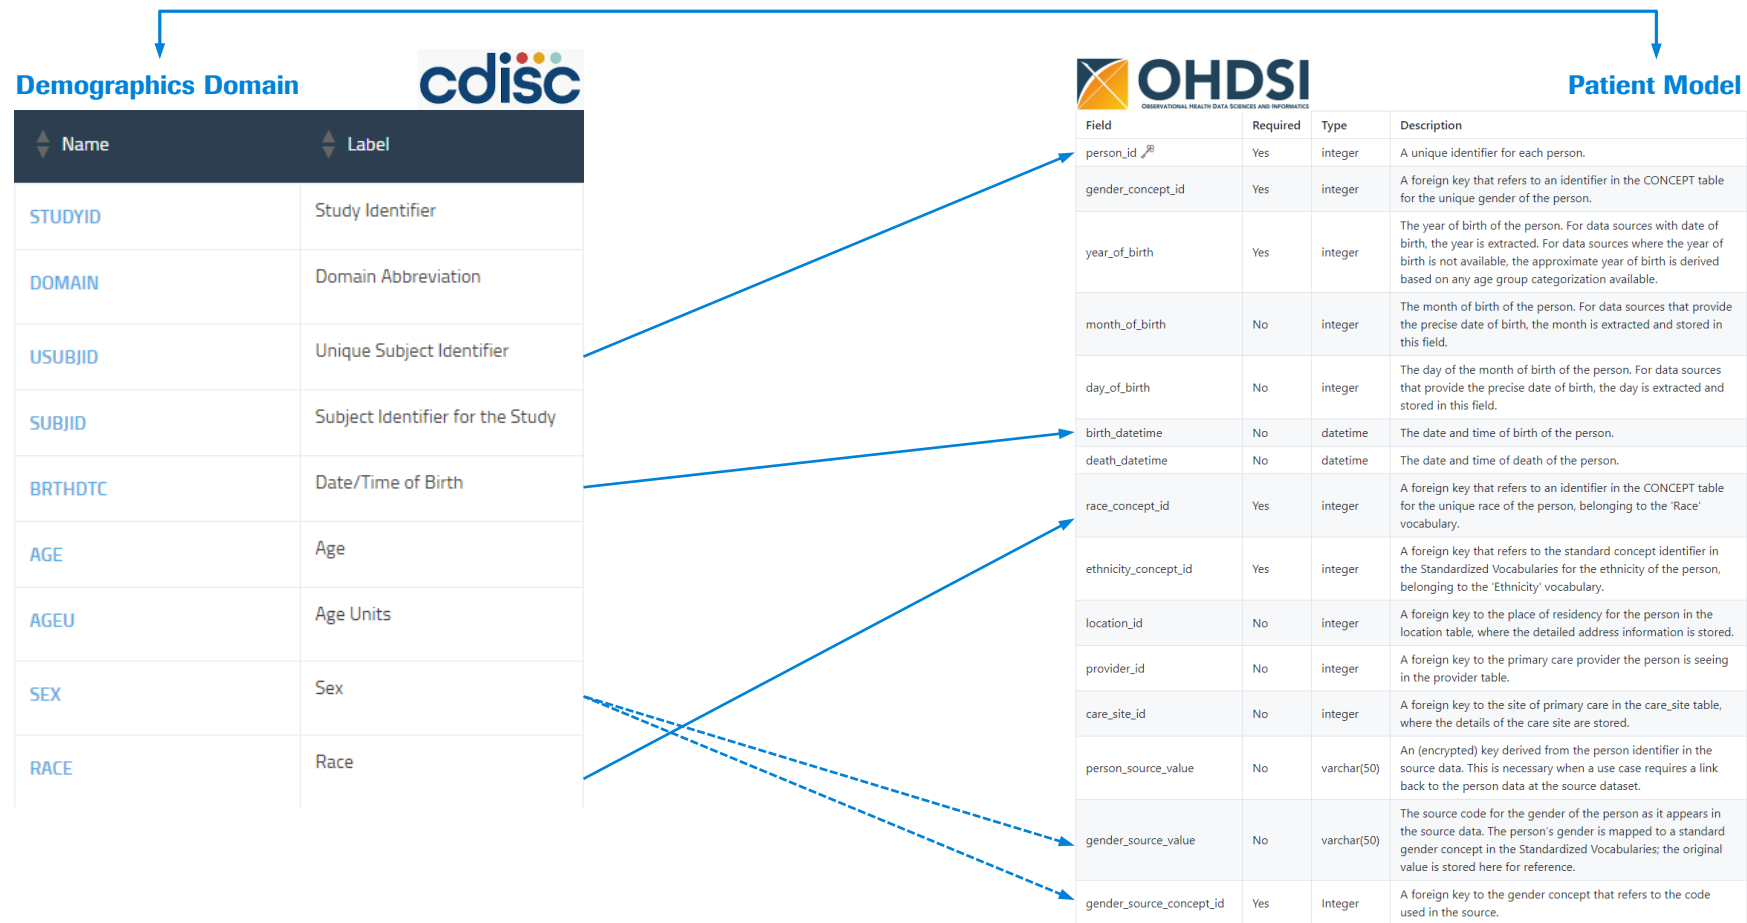 Demographics Domain
cdisc
Name Label
STUDYID Study Identifier
DOMAIN Domain Abbreviation
USUBJID Unique Subject Identifier
SUBJID Subject Identifier for the Study
BRTHDTC Date/Time of Birth
AGE Age
AGEU Age Units
SEX Sex
RACE Race
OHDSI
OBSERVATIONAL HEALTH DATA SCIENCES AND INFORMATICS
Patient Model
Field Required Type Description
person_id Yes integer A unique identifier for each person.
gender_concept_id Yes integer A foreign key that refers to an identifier in the CONCEPT table
for the unique gender of the person.
year_of_birth Yes integer The year of birth of the person. For data sources with date of
birth, the year is extracted. For data sources where the year of
birth is not available, the approximate year of birth is derived
based on any age group categorization available.
month_of_birth No integer The month of birth of the person. For data sources that provide
the precise date of birth, the month is extracted and stored in
this field.
day_of_birth No integer The day of the month of birth of the person. For data sources
that provide the precise date of birth, the day is extracted and
stored in this field.
birth_datetime No datetime The date and time of birth of the person.
death_datetime No datetime The date and time of death of the person.
race_concept_id Yes integer A foreign key that refers to an identifier in the CONCEPT table
for the unique race of the person, belonging to the 'Race'
vocabulary.
ethnicity_concept_id Yes integer A foreign key that refers to the standard concept identifier in
the Standardized Vocabularies for the ethnicity of the person,
belonging to the 'Ethnicity' vocabulary.
location_id No integer A foreign key to the place of residency for the person in the
location table, where the detailed address information is stored.
provider_id No integer A foreign key to the primary care provider the person is seeing
in the provider table.
care_site_id No integer A foreign key to the site of primary care in the care_site table,
where the details of the care site are stored.
person_source_value No varchar(50) An (encrypted) key derived from the person identifier in the
source data. This is necessary when a use case requires a link
back to the person data at the source dataset.
gender_source_value No varchar(50) The source code for the gender of the person as it appears in
the source data. The person's gender is mapped to a standard
gender concept in the Standardized Vocabularies; the original
value is stored here for reference.
gender_source_concept_id Yes Integer A foreign key to the gender concept that refers to the code
used in the source.